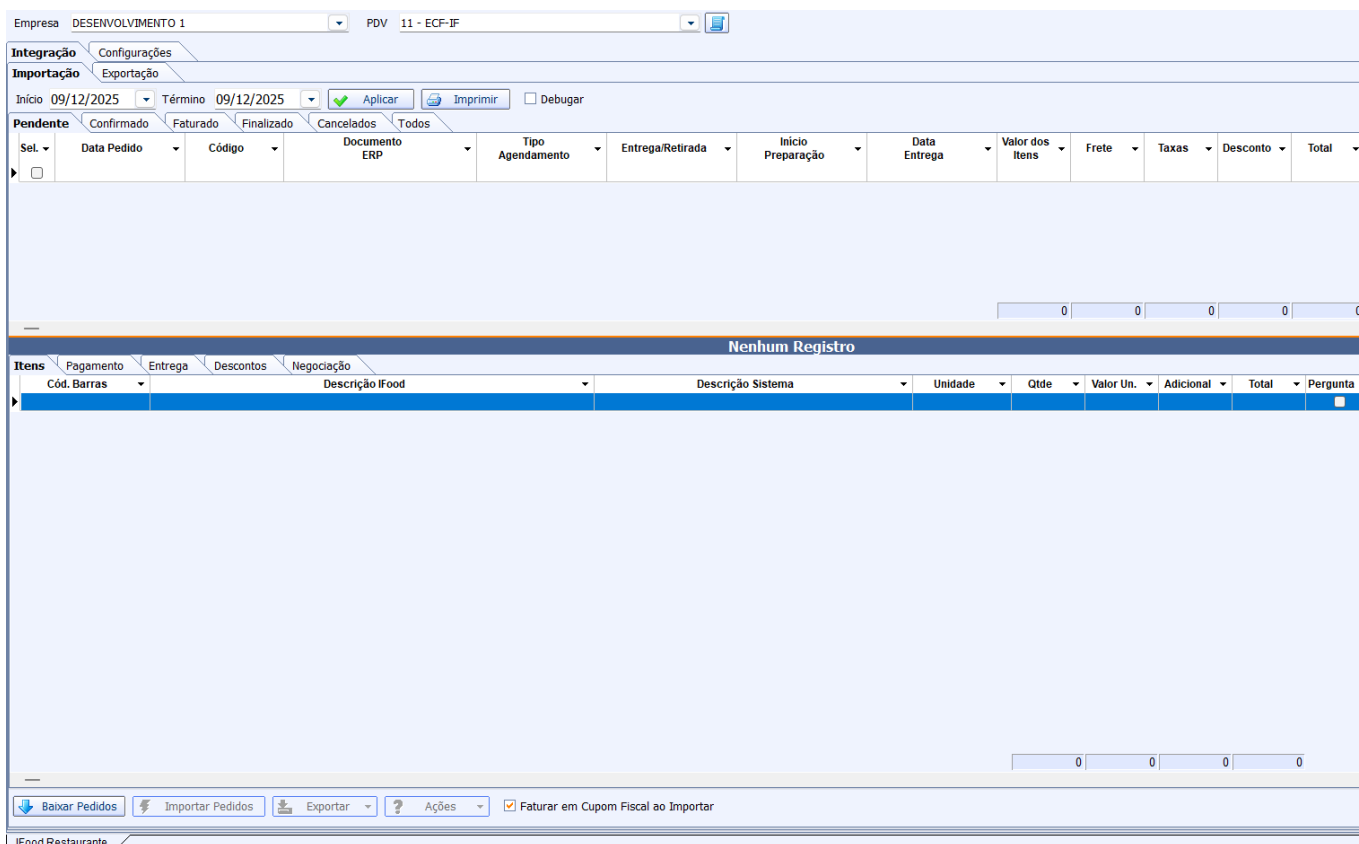 Empresa DESENVOLVIMENTO 1 PDV 11 - ECF-IF
Integração Configurações
Importação Exportação
Início 09/12/2025 Término 09/12/2025 Aplicar Imprimir Debugar
Pendente Confirmado Faturado Finalizado Cancelados Todos
Sel. Data Pedido Código Documento ERP Tipo Agendamento Entrega/Retirada Início Preparação Data Entrega Valor dos Itens Frete Taxas Desconto Total
0 0 0 0 0
Nenhum Registro
Itens Pagamento Entrega Descontos Negociação
Cód. Barras Descrição IFood Descrição Sistema Unidade Qtde Valor Un. Adicional Total Pergunta
0 0 0 0
Baixar Pedidos Importar Pedidos Exportar ? Ações Faturar em Cupom Fiscal ao Importar
IFood Restaurante